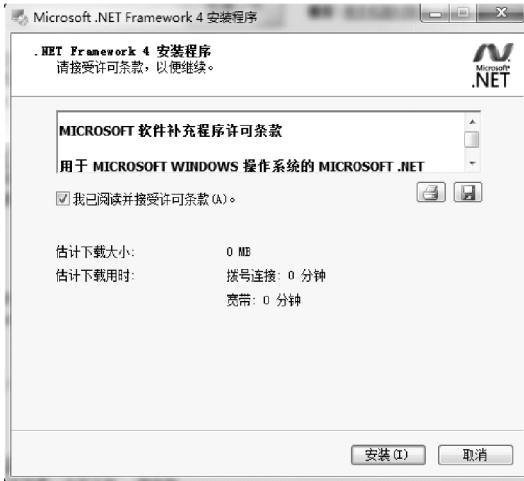 Microsoft .NET Framework 4 安装程序
.NET Framework 4 安装程序
请接受许可条款，以便继续。
Microsoft
.NET
MICROSOFT 软件补充程序许可条款
用于 MICROSOFT WINDOWS 操作系统的 MICROSOFT .NET
我已阅读并接受许可条款(A)。
估计下载大小: 0 MB
估计下载用时: 拨号连接: 0 分钟
宽带: 0 分钟
安装(I) 取消